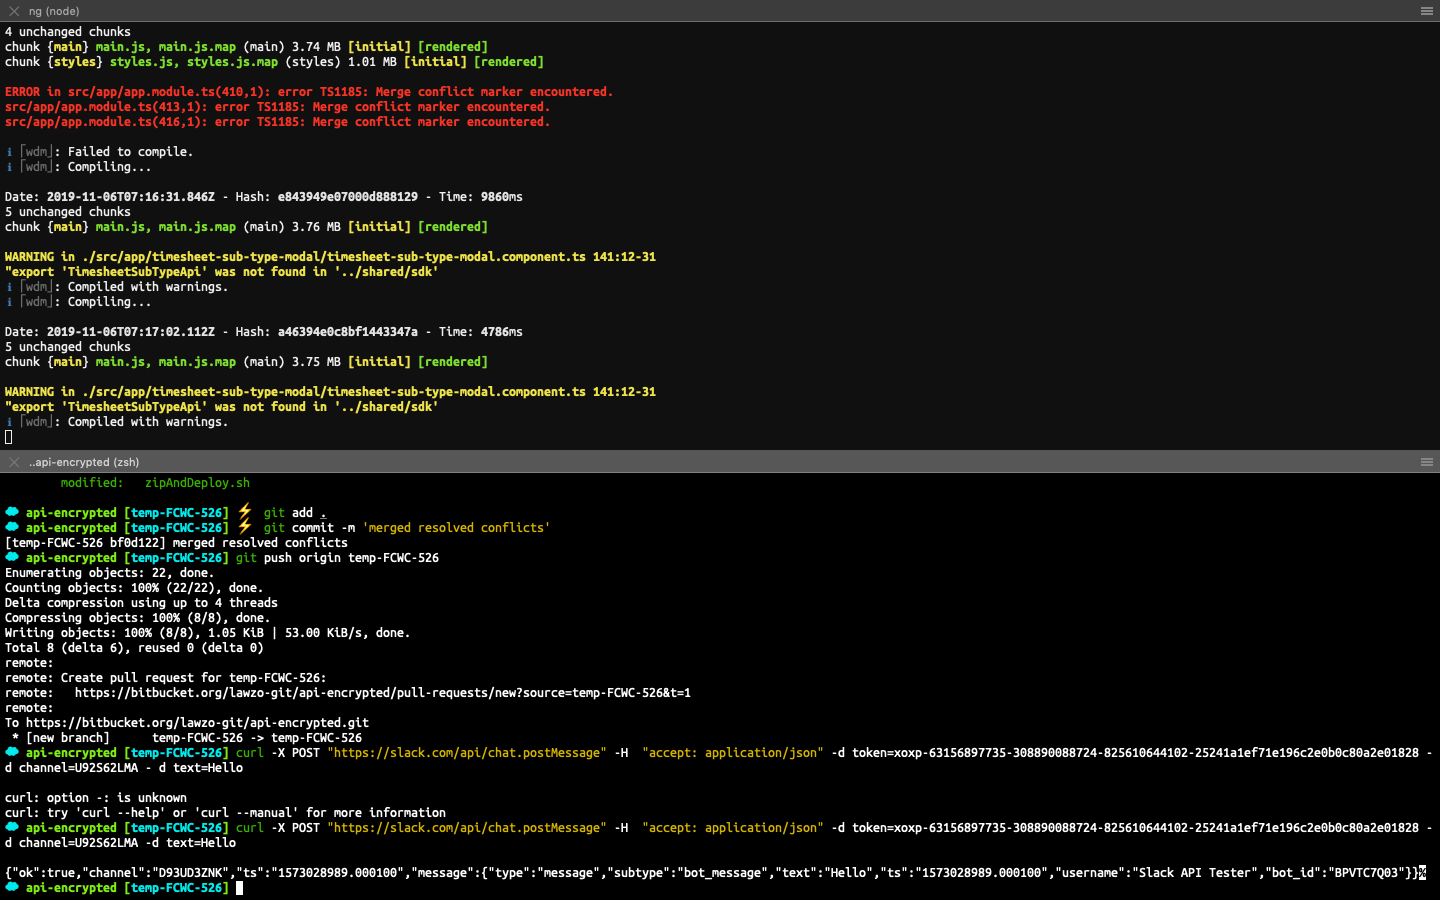 ng (node)
4 unchanged chunks
chunk {main} main.js, main.js.map (main) 3.74 MB [initial] [rendered]
chunk {styles} styles.js, styles.js.map (styles) 1.01 MB [initial] [rendered]
ERROR in src/app/app.module.ts(410,1): error TS1185: Merge conflict marker encountered.
src/app/app.module.ts(413,1): error TS1185: Merge conflict marker encountered.
src/app/app.module.ts(416,1): error TS1185: Merge conflict marker encountered.
ℹ ｢wdm｣: Failed to compile.
ℹ ｢wdm｣: Compiling...
Date: 2019-11-06T07:16:31.846Z - Hash: e843949e07000d888129 - Time: 9860ms
5 unchanged chunks
chunk {main} main.js, main.js.map (main) 3.76 MB [initial] [rendered]
WARNING in ./src/app/timesheet-sub-type-modal/timesheet-sub-type-modal.component.ts 141:12-31
"export 'TimesheetSubTypeApi' was not found in '../shared/sdk'
ℹ ｢wdm｣: Compiled with warnings.
ℹ ｢wdm｣: Compiling...
Date: 2019-11-06T07:17:02.112Z - Hash: a46394e0c8bf1443347a - Time: 4786ms
5 unchanged chunks
chunk {main} main.js, main.js.map (main) 3.75 MB [initial] [rendered]
WARNING in ./src/app/timesheet-sub-type-modal/timesheet-sub-type-modal.component.ts 141:12-31
"export 'TimesheetSubTypeApi' was not found in '../shared/sdk'
ℹ ｢wdm｣: Compiled with warnings.
..api-encrypted (zsh)
modified:   zipAndDeploy.sh
api-encrypted [temp-FCWC-526] ⚡ git add .
api-encrypted [temp-FCWC-526] ⚡ git commit -m 'merged resolved conflicts'
[temp-FCWC-526 bf0d122] merged resolved conflicts
api-encrypted [temp-FCWC-526] git push origin temp-FCWC-526
Enumerating objects: 22, done.
Counting objects: 100% (22/22), done.
Delta compression using up to 4 threads
Compressing objects: 100% (8/8), done.
Writing objects: 100% (8/8), 1.05 KiB | 53.00 KiB/s, done.
Total 8 (delta 6), reused 0 (delta 0)
remote:
remote: Create pull request for temp-FCWC-526:
remote:   https://bitbucket.org/lawzo-git/api-encrypted/pull-requests/new?source=temp-FCWC-526&t=1
remote:
To https://bitbucket.org/lawzo-git/api-encrypted.git
* [new branch]      temp-FCWC-526 -> temp-FCWC-526
api-encrypted [temp-FCWC-526] curl -X POST "https://slack.com/api/chat.postMessage" -H  "accept: application/json" -d token=xoxp-63156897735-308890088724-825610644102-25241a1ef71e196c2e0b0c80a2e01828 -
d channel=U92S62LMA - d text=Hello
curl: option -: is unknown
curl: try 'curl --help' or 'curl --manual' for more information
api-encrypted [temp-FCWC-526] curl -X POST "https://slack.com/api/chat.postMessage" -H  "accept: application/json" -d token=xoxp-63156897735-308890088724-825610644102-25241a1ef71e196c2e0b0c80a2e01828 -
d channel=U92S62LMA -d text=Hello
{"ok":true,"channel":"D93UD3ZNK","ts":"1573028989.000100","message":{"type":"message","subtype":"bot_message","text":"Hello","ts":"1573028989.000100","username":"Slack API Tester","bot_id":"BPVTC7Q03"}}%
api-encrypted [temp-FCWC-526]